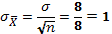 σ_X̅ = σ/√n = 8/8 = 1